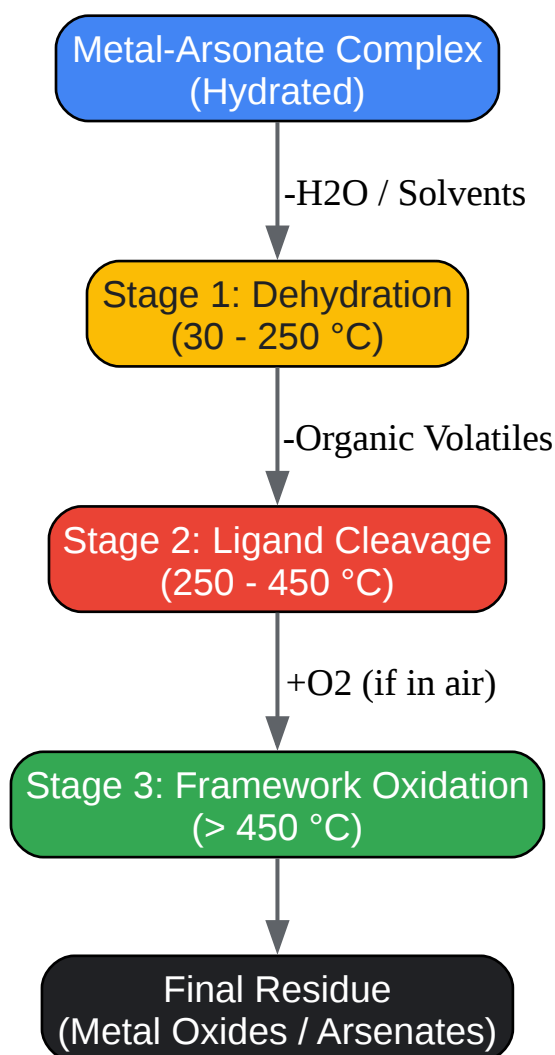 Metal-Arsonate Complex
(Hydrated)
-H2O / Solvents
Stage 1: Dehydration
(30 - 250 °C)
-Organic Volatiles
Stage 2: Ligand Cleavage
(250 - 450 °C)
+O2 (if in air)
Stage 3: Framework Oxidation
(> 450 °C)
Final Residue
(Metal Oxides / Arsenates)